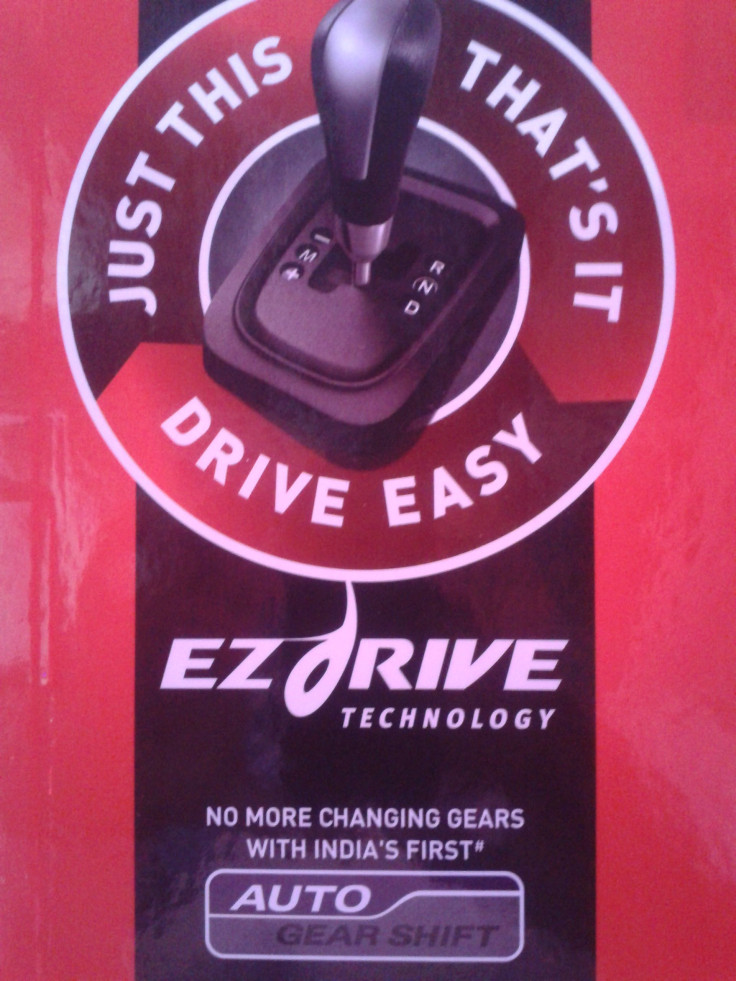 JUST THIS
THAT'S IT
-
M
+
R
N
D
DRIVE EASY
EZDRIVE
TECHNOLOGY
NO MORE CHANGING GEARS
WITH INDIA'S FIRST#
AUTO
GEAR SHIFT